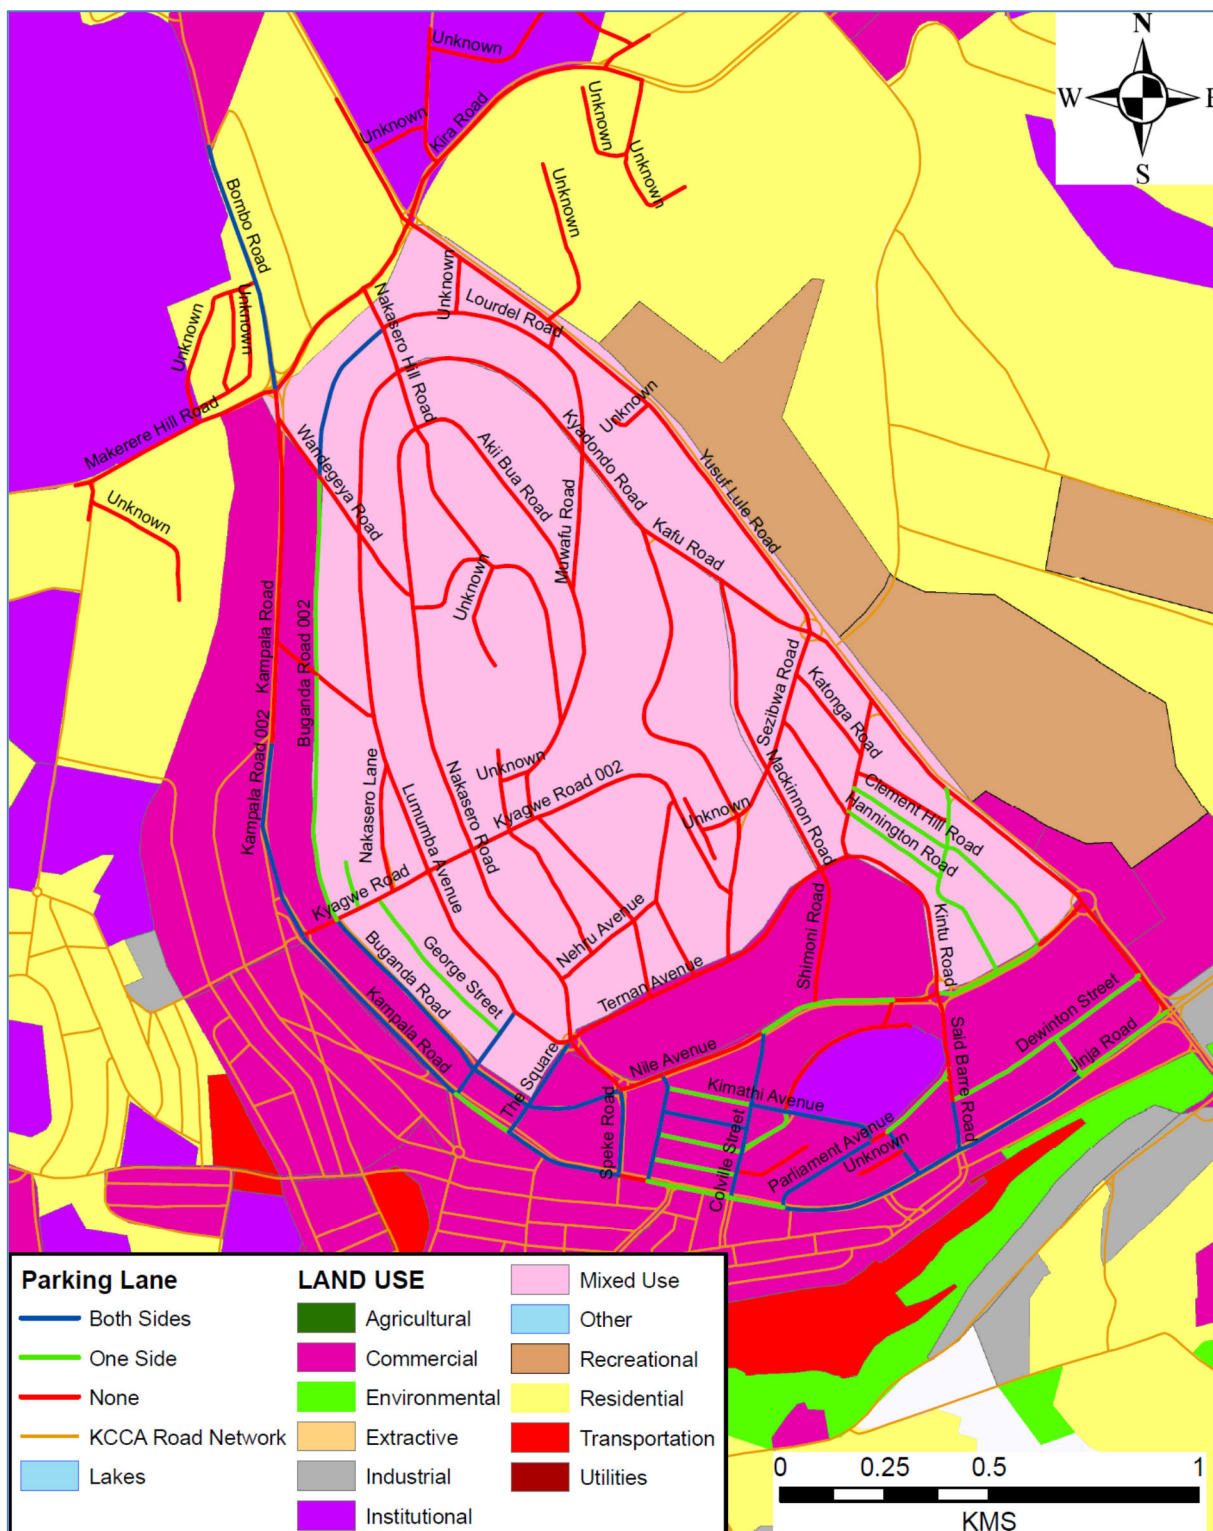 N
W
E
S
Unknown
Unknown
Kira Road
Unknown
Unknown
Unknown
Bombo Road
Unknown
Unknown
Unknown
Nakasero Hill Road
Lourdel Road
Makerere Hill Road
Wandegeya Road
Akii Bua Road
Kyadondo Road
Unknown
Yusuf Lule Road
Unknown
Muwafu Road
Kafu Road
Unknown
Kampala Road
Buganda Road 002
Kampala Road 002
Sezibwa Road
Katonga Road
Nakasero Lane
Lumumba Avenue
Nakasero Road
Unknown
Kyagwe Road 002
Unknown
Mackinnon Road
Clement Hill Road
Hannington Road
Kyagwe Road
Buganda Road
George Street
Nehru Avenue
Ternan Avenue
Shimoni Road
Kintu Road
Kampala Road
The Square
Speke Road
Nile Avenue
Kimathi Avenue
Colville Street
Parliament Avenue
Unknown
Said Barre Road
Dewinton Street
Jinja Road
Parking Lane
Both Sides
One Side
None
KCCA Road Network
Lakes
LAND USE
Agricultural
Commercial
Environmental
Extractive
Industrial
Institutional
Mixed Use
Other
Recreational
Residential
Transportation
Utilities
0 0.25 0.5 1
KMS